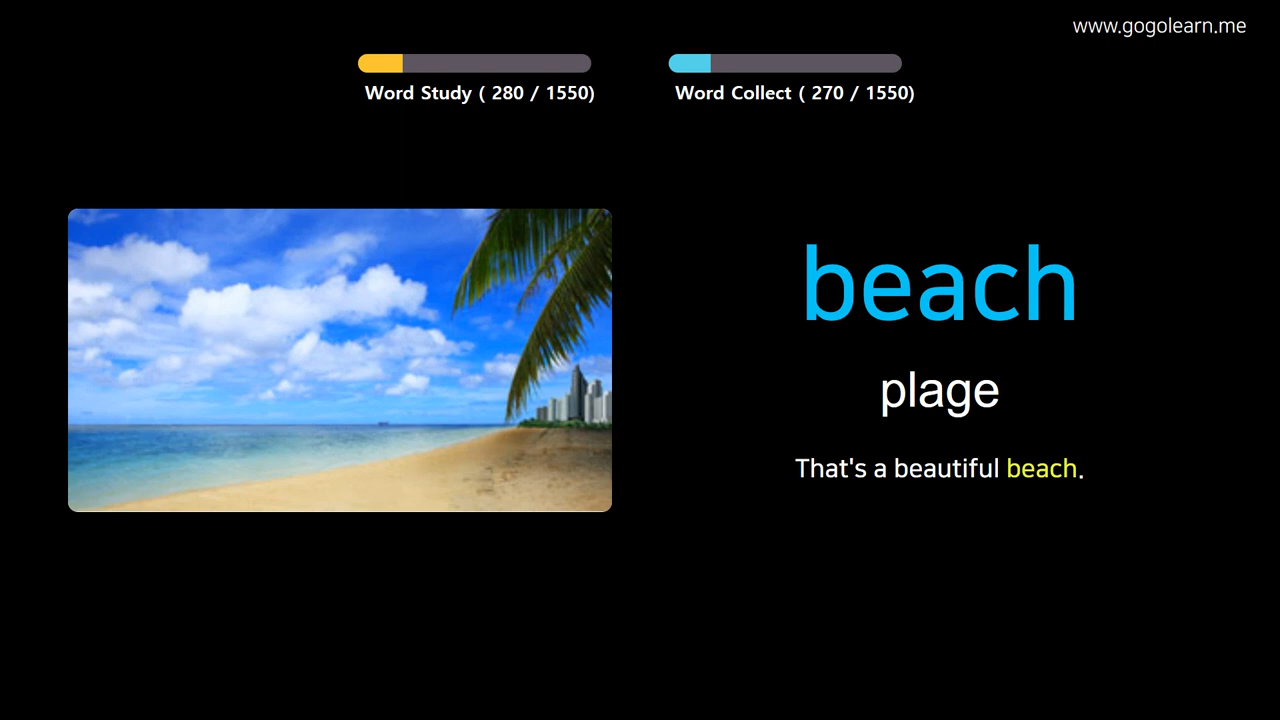 www.gogolearn.me
Word Study ( 280 / 1550)
Word Collect ( 270 / 1550)
beach
plage
That's a beautiful beach.